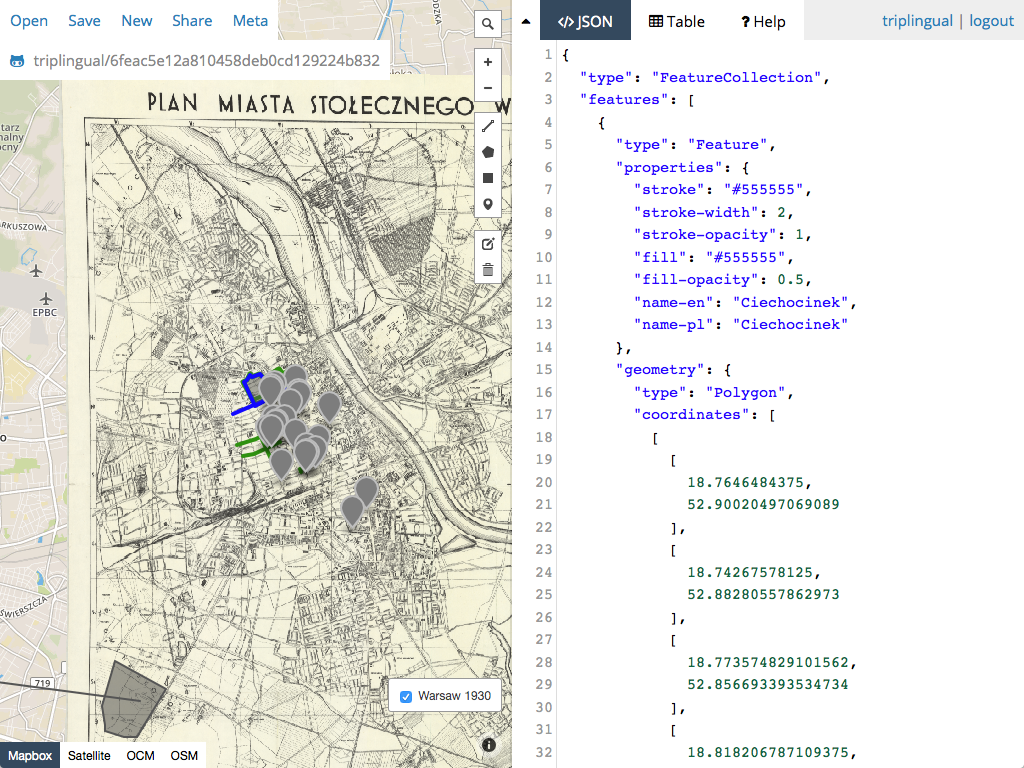 Open Save New Share Meta
triplingual/6feac5e12a810458deb0cd129224b832
PLAN MIASTA STOŁECZNEGO W
ARKUSZOWA
EPBC
719
ŚWIERSZCZA
Warsaw 1930
Mapbox Satellite OCM OSM
</> JSON Table ? Help triplingual | logout
1 {
2 "type": "FeatureCollection",
3 "features": [
4 {
5 "type": "Feature",
6 "properties": {
7 "stroke": "#555555",
8 "stroke-width": 2,
9 "stroke-opacity": 1,
10 "fill": "#555555",
11 "fill-opacity": 0.5,
12 "name-en": "Ciechocinek",
13 "name-pl": "Ciechocinek"
14 },
15 "geometry": {
16 "type": "Polygon",
17 "coordinates": [
18 [
19 [
20 18.7646484375,
21 52.90020497069089
22 ],
23 [
24 18.74267578125,
25 52.88280557862973
26 ],
27 [
28 18.773574829101562,
29 52.856693393534734
30 ],
31 [
32 18.818206787109375,